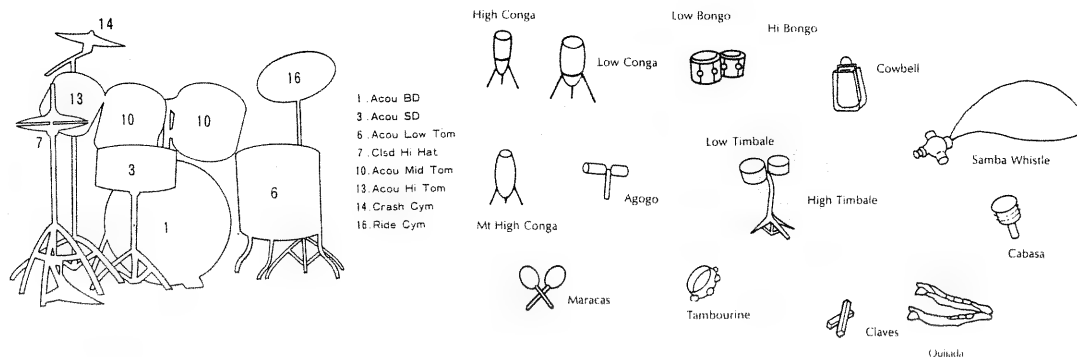 14
16
13
10
10
7
3
6
1
1. Acou BD
3. Acou SD
6. Acou Low Tom
7. Clsd Hi Hat
10. Acou Mid Tom
13. Acou Hi Tom
14. Crash Cym
16. Ride Cym
High Conga
Low Conga
Low Bongo
Hi Bongo
Cowbell
Samba Whistle
Mt High Conga
Agogo
Low Timbale
High Timbale
Cabasa
Maracas
Tambourine
Claves
Quijada